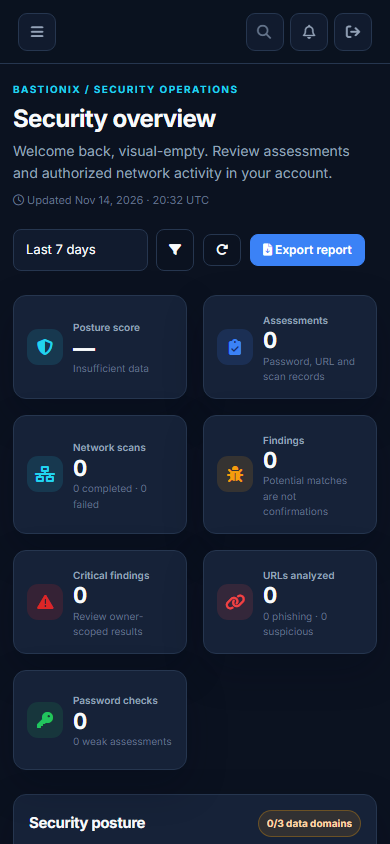 BASTIONIX / SECURITY OPERATIONS
Security overview
Welcome back, visual-empty. Review assessments
and authorized network activity in your account.
Updated Nov 14, 2026 · 20:32 UTC
Last 7 days
Export report
Posture score
—
Insufficient data
Assessments
0
Password, URL and
scan records
Network scans
0
0 completed · 0
failed
Findings
0
Potential matches
are not
confirmations
Critical findings
0
Review owner-
scoped results
URLs analyzed
0
0 phishing · 0
suspicious
Password checks
0
0 weak assessments
Security posture
0/3 data domains